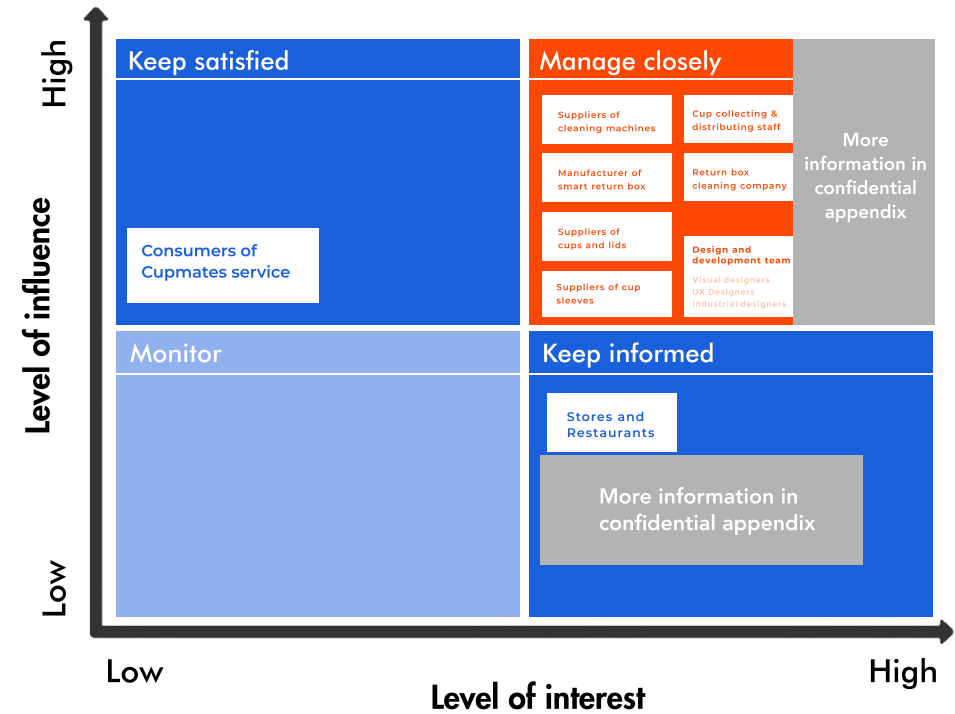 High
Level of influence
Low
Keep satisfied
Consumers of
Cupmates service
Manage closely
Suppliers of
cleaning machines
Manufacturer of
smart return box
Suppliers of
cups and lids
Suppliers of cup
sleeves
Cup collecting &
distributing staff
Return box
cleaning company
Design and
development team
Visual designers
UX Designers
Industrial designers
More
information in
confidential
appendix
Monitor
Keep informed
Stores and
Restaurants
More information in
confidential appendix
Low
Level of interest
High